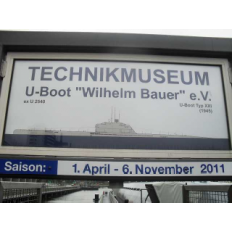 TECHNIKMUSEUM
U-Boot "Wilhelm Bauer" e.V.
ex U 2540
U-Boot Typ XXI
(1945)
Saison: 1. April - 6. November 2011